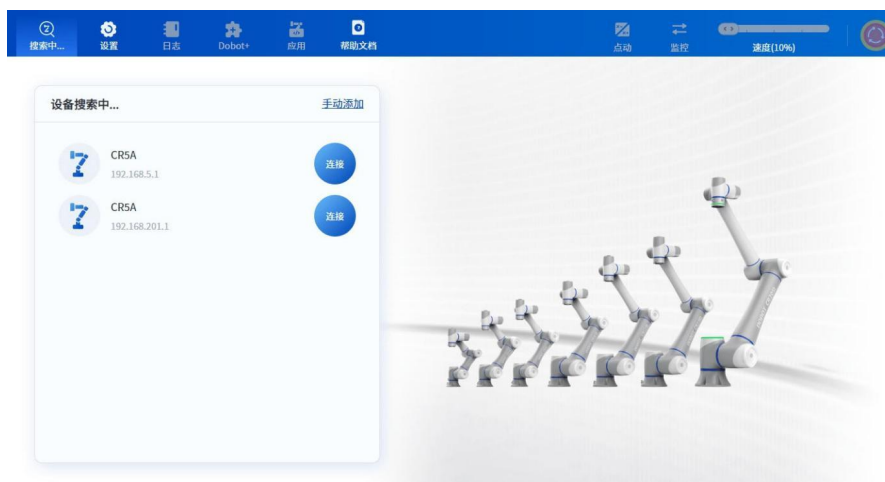 搜索中...
设置
日志
Dobot+
应用
帮助文档
点动
监控
速度(10%)
设备搜索中...
手动添加
CR5A
192.168.5.1
连接
CR5A
192.168.201.1
连接